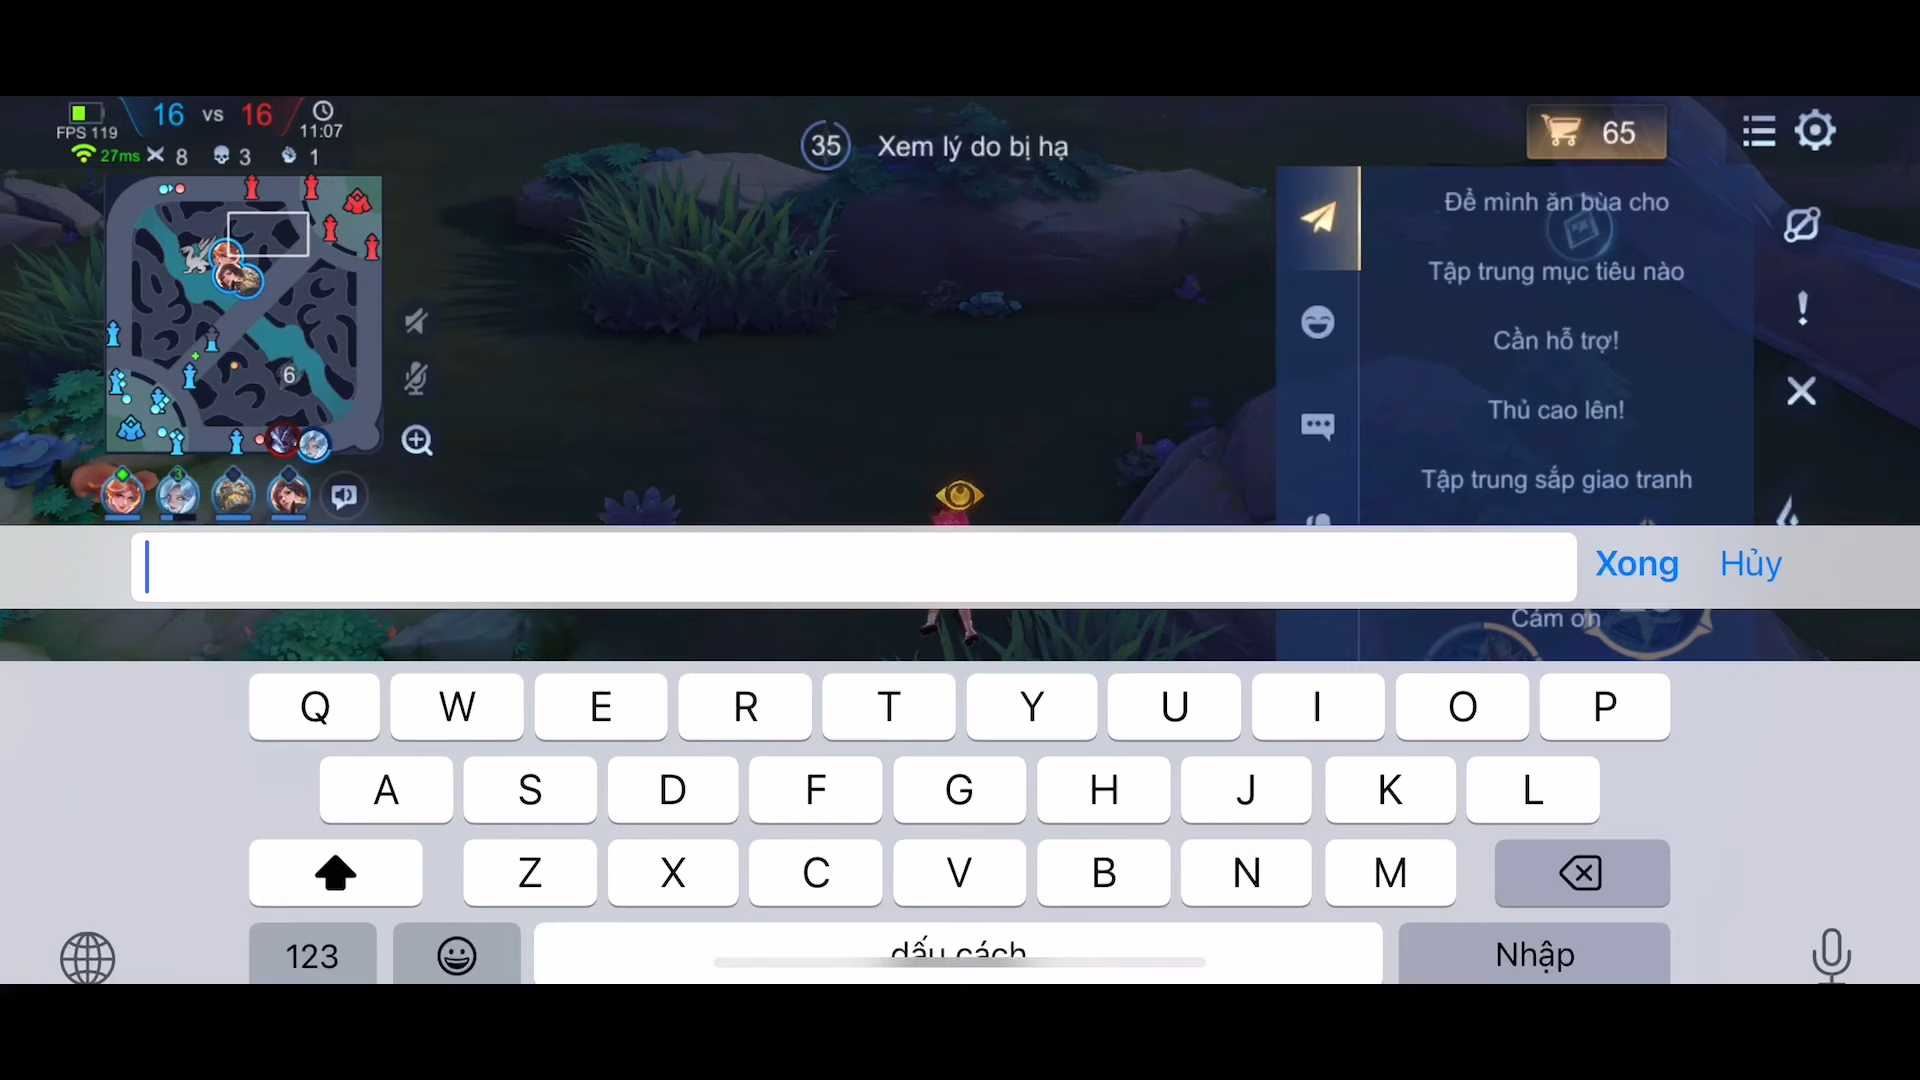 16 vs 16
FPS 119
11:07
27ms
8
3
1
35
Xem lý do bị hạ
65
Để mình ăn bùa cho
Tập trung mục tiêu nào
Cần hỗ trợ!
Thủ cao lên!
Tập trung sắp giao tranh
6
3
Xong
Hủy
Cám ơn
Q W E R T Y U I O P
A S D F G H J K L
Z X C V B N M
123
dấu cách
Nhập